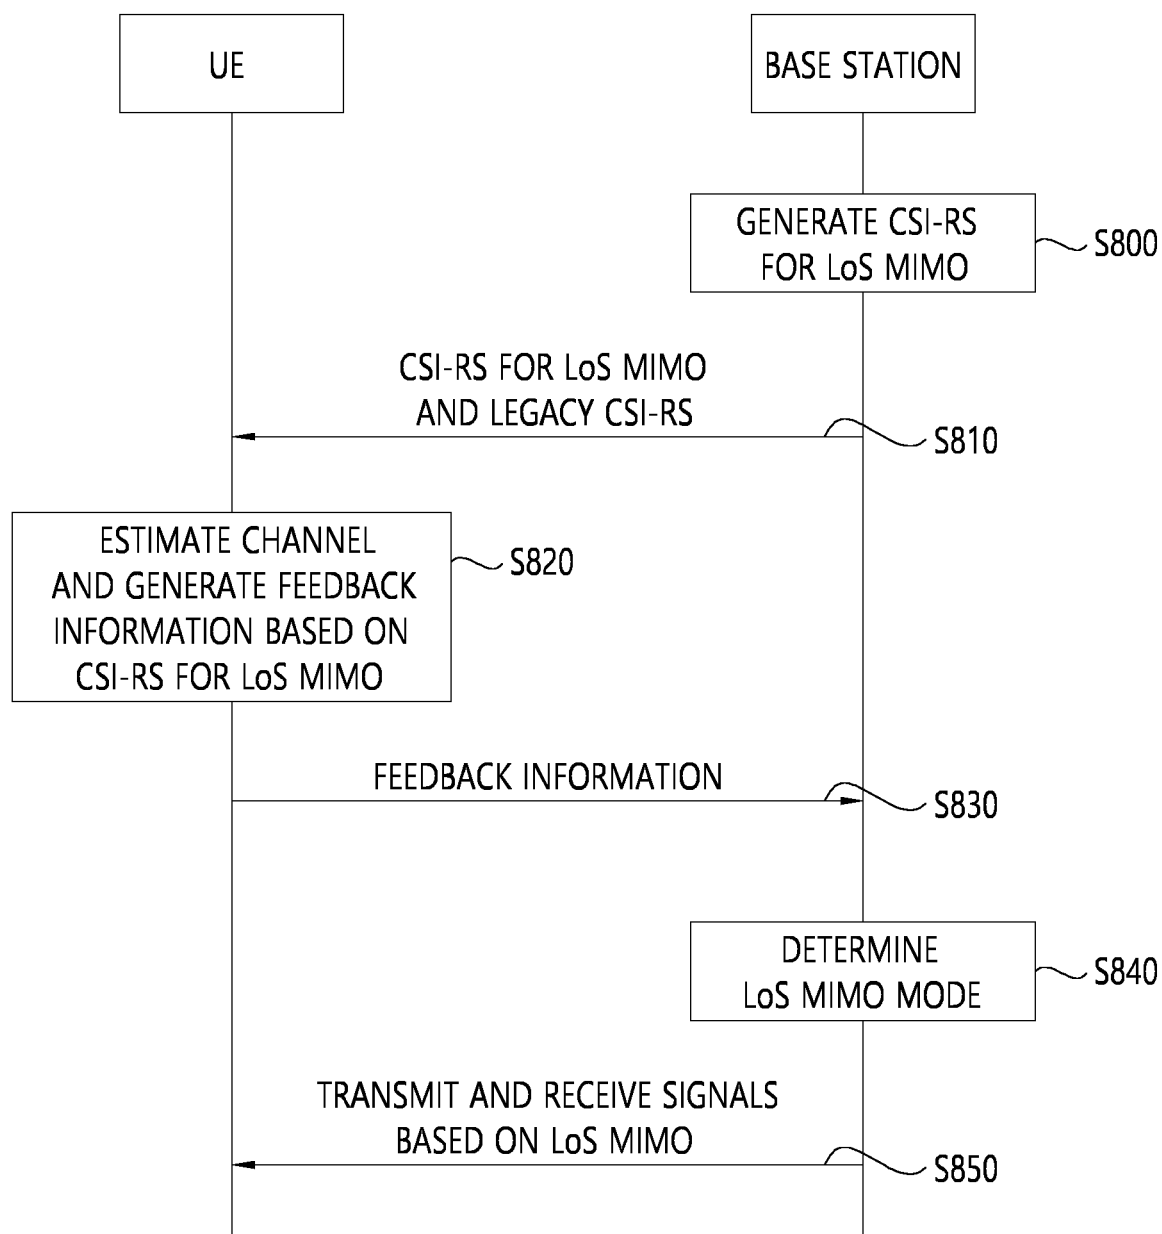 UE
BASE STATION
GENERATE CSI-RS
FOR LoS MIMO
S800
CSI-RS FOR LoS MIMO
AND LEGACY CSI-RS
S810
ESTIMATE CHANNEL
AND GENERATE FEEDBACK
INFORMATION BASED ON
CSI-RS FOR LoS MIMO
S820
FEEDBACK INFORMATION
S830
DETERMINE
LoS MIMO MODE
S840
TRANSMIT AND RECEIVE SIGNALS
BASED ON LoS MIMO
S850